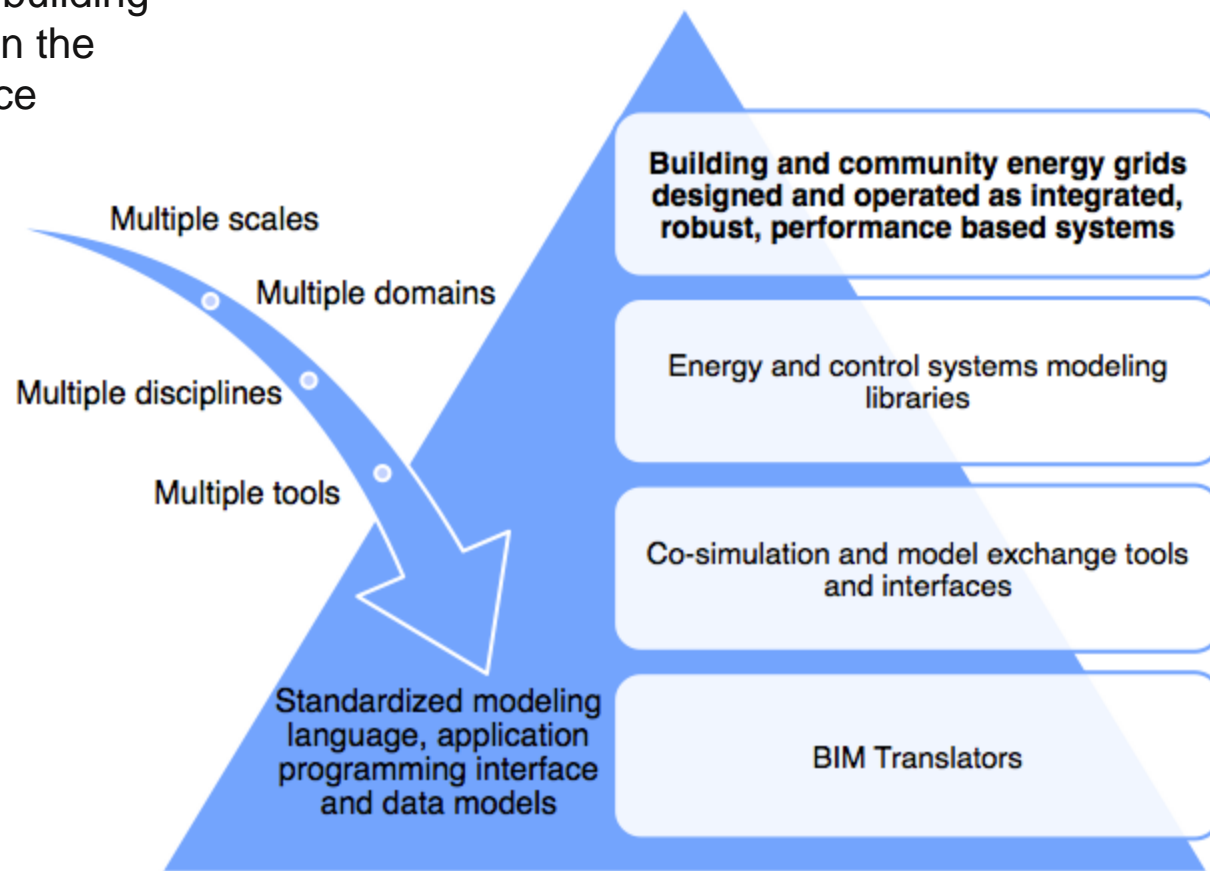 building
n the
ce
Multiple scales
Multiple domains
Multiple disciplines
Multiple tools
Standardized modeling
language, application
programming interface
and data models
Building and community energy grids
designed and operated as integrated,
robust, performance based systems
Energy and control systems modeling
libraries
Co-simulation and model exchange tools
and interfaces
BIM Translators